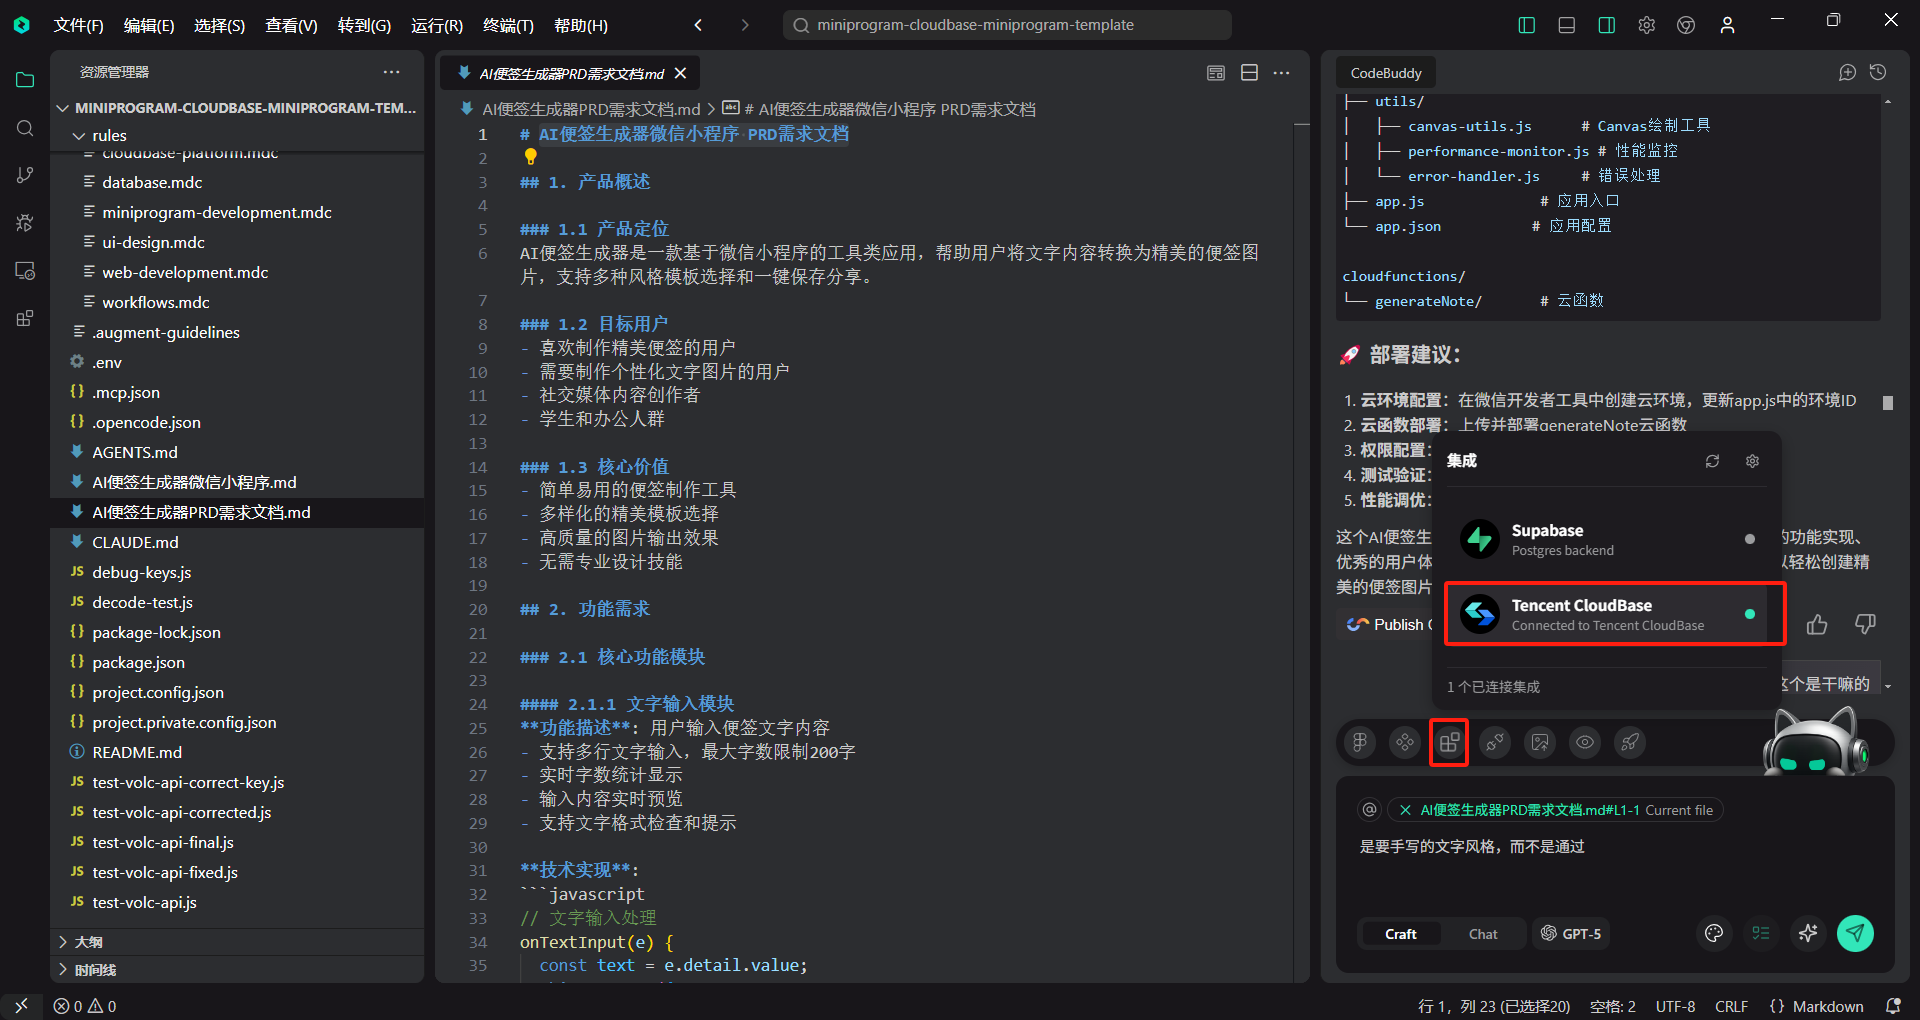 文件(F) 编辑(E) 选择(S) 查看(V) 转到(G) 运行(R) 终端(T) 帮助(H)
miniprogram-cloudbase-miniprogram-template
资源管理器
MINIPROGRAM-CLOUDBASE-MINIPROGRAM-TEM...
rules
cloudbase-platform.mdc
database.mdc
miniprogram-development.mdc
ui-design.mdc
web-development.mdc
workflows.mdc
.augment-guidelines
.env
{} .mcp.json
{} .opencode.json
AGENTS.md
AI便签生成器微信小程序.md
AI便签生成器PRD需求文档.md
CLAUDE.md
JS debug-keys.js
JS decode-test.js
{} package-lock.json
{} package.json
{} project.config.json
{} project.private.config.json
README.md
JS test-volc-api-correct-key.js
JS test-volc-api-corrected.js
JS test-volc-api-final.js
JS test-volc-api-fixed.js
JS test-volc-api.js
大纲
时间线
AI便签生成器PRD需求文档.md
AI便签生成器PRD需求文档.md > abc # AI便签生成器微信小程序 PRD需求文档
1 # AI便签生成器微信小程序 PRD需求文档
2
3 ## 1. 产品概述
4
5 ### 1.1 产品定位
6 AI便签生成器是一款基于微信小程序的工具类应用，帮助用户将文字内容转换为精美的便签图
片，支持多种风格模板选择和一键保存分享。
7
8 ### 1.2 目标用户
9 - 喜欢制作精美便签的用户
10 - 需要制作个性化文字图片的用户
11 - 社交媒体内容创作者
12 - 学生和办公人群
13
14 ### 1.3 核心价值
15 - 简单易用的便签制作工具
16 - 多样化的精美模板选择
17 - 高质量的图片输出效果
18 - 无需专业设计技能
19
20 ## 2. 功能需求
21
22 ### 2.1 核心功能模块
23
24 #### 2.1.1 文字输入模块
25 **功能描述**: 用户输入便签文字内容
26 - 支持多行文字输入，最大字数限制200字
27 - 实时字数统计显示
28 - 输入内容实时预览
29 - 支持文字格式检查和提示
30
31 **技术实现**:
32 ```javascript
33 // 文字输入处理
34 onTextInput(e) {
35 const text = e.detail.value;
CodeBuddy
├── utils/
│ ├── canvas-utils.js # Canvas绘制工具
│ ├── performance-monitor.js # 性能监控
│ └── error-handler.js # 错误处理
├── app.js # 应用入口
└── app.json # 应用配置
cloudfunctions/
└── generateNote/ # 云函数
🚀 部署建议：
1. 云环境配置：在微信开发者工具中创建云环境，更新app.js中的环境ID
2. 云函数部署：上传并部署generateNote云函数
3. 权限配置：
4. 测试验证：
5. 性能调优：
这个AI便签生
的功能实现、
优秀的用户体
以轻松创建精
美的便签图片
Publish
集成
Supabase
Postgres backend
Tencent CloudBase
Connected to Tencent CloudBase
1 个已连接集成
这个是干嘛的
@ × AI便签生成器PRD需求文档.md#L1-1 Current file
是要手写的文字风格，而不是通过
Craft Chat GPT-5
0 0
行 1，列 23 (已选择20) 空格: 2 UTF-8 CRLF {} Markdown